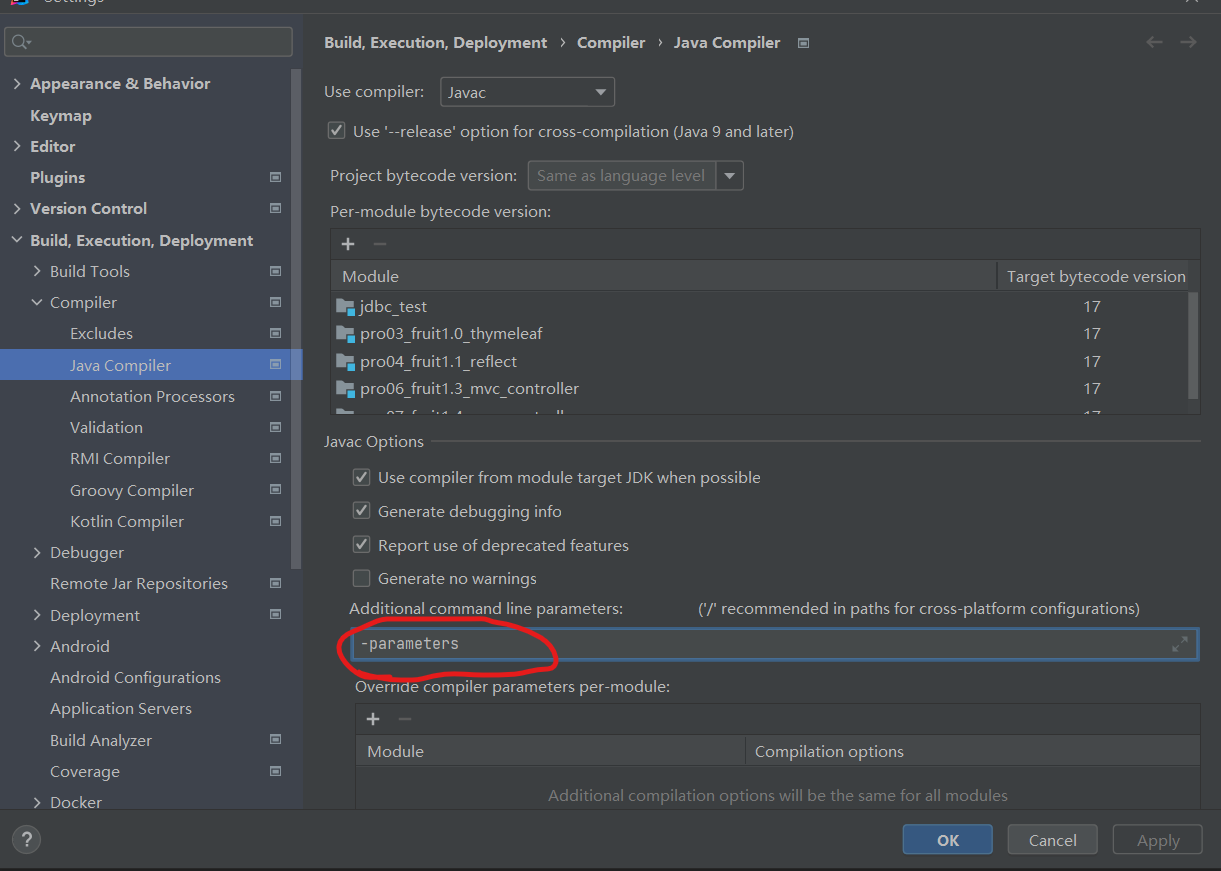 Settings
Build, Execution, Deployment › Compiler › Java Compiler
Appearance & Behavior
Keymap
Editor
Plugins
Version Control
Build, Execution, Deployment
Build Tools
Compiler
Excludes
Java Compiler
Annotation Processors
Validation
RMI Compiler
Groovy Compiler
Kotlin Compiler
Debugger
Remote Jar Repositories
Deployment
Android
Android Configurations
Application Servers
Build Analyzer
Coverage
Docker
Use compiler: Javac
Use '--release' option for cross-compilation (Java 9 and later)
Project bytecode version: Same as language level
Per-module bytecode version:
Module Target bytecode version
jdbc_test 17
pro03_fruit1.0_thymeleaf 17
pro04_fruit1.1_reflect 17
pro06_fruit1.3_mvc_controller 17
17
Javac Options
Use compiler from module target JDK when possible
Generate debugging info
Report use of deprecated features
Generate no warnings
Additional command line parameters: ('/' recommended in paths for cross-platform configurations)
-parameters
Override compiler parameters per-module:
Module Compilation options
Additional compilation options will be the same for all modules
? OK Cancel Apply